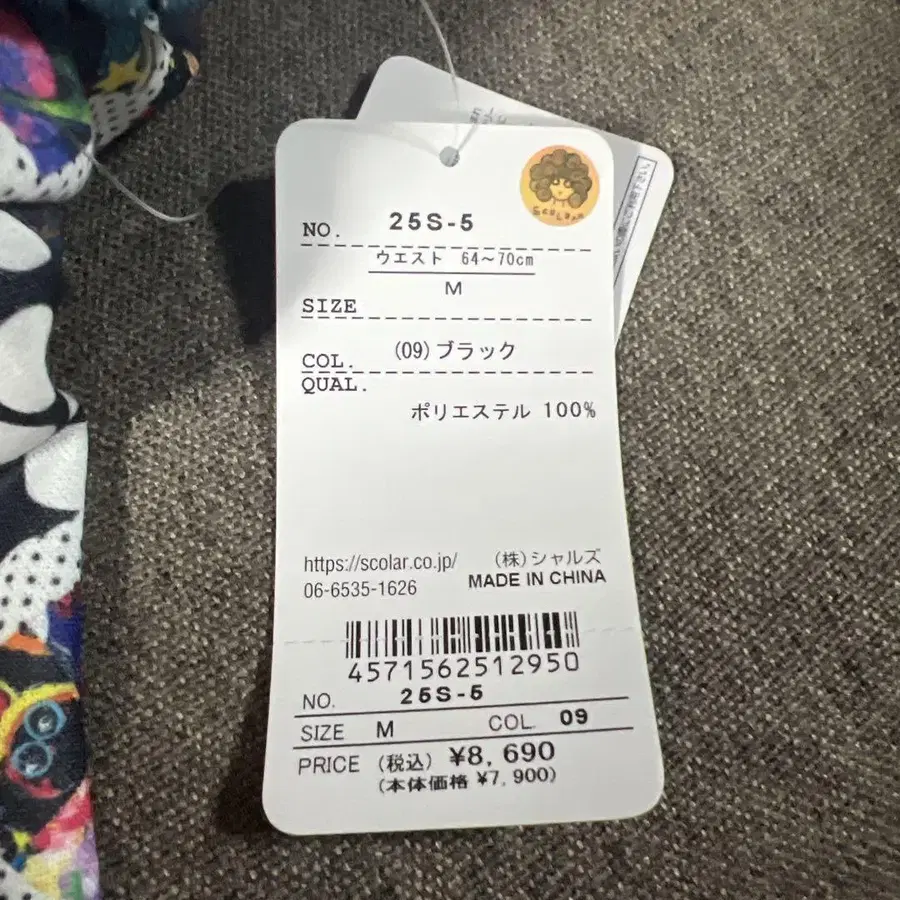 ScoLar
NO. 25S-5
ウエスト 64～70cm
M
SIZE
COL. (09)ブラック
QUAL.
ポリエステル 100%
https://scolar.co.jp/ (株)シャルズ
06-6535-1626 MADE IN CHINA
4571562512950
NO. 25S-5
SIZE M COL. 09
PRICE (税込) ¥8,690
(本体価格 ¥7,900)